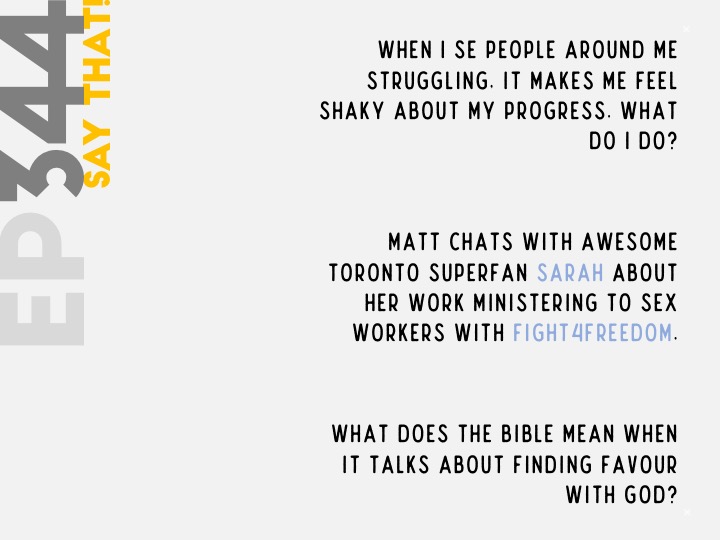 EP344
SAY THAT!
WHEN I SE PEOPLE AROUND ME
STRUGGLING, IT MAKES ME FEEL
SHAKY ABOUT MY PROGRESS. WHAT
DO I DO?
MATT CHATS WITH AWESOME
TORONTO SUPERFAN SARAH ABOUT
HER WORK MINISTERING TO SEX
WORKERS WITH FIGHT4FREEDOM.
WHAT DOES THE BIBLE MEAN WHEN
IT TALKS ABOUT FINDING FAVOUR
WITH GOD?